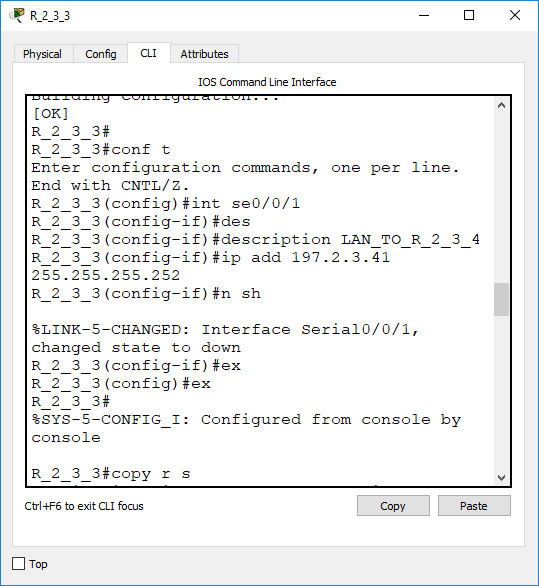 R_2_3_3
Physical Config CLI Attributes
IOS Command Line Interface
Building configuration...
[OK]
R_2_3_3#
R_2_3_3#conf t
Enter configuration commands, one per line.
End with CNTL/Z.
R_2_3_3(config)#int se0/0/1
R_2_3_3(config-if)#des
R_2_3_3(config-if)#description LAN_TO_R_2_3_4
R_2_3_3(config-if)#ip add 197.2.3.41
255.255.255.252
R_2_3_3(config-if)#n sh
%LINK-5-CHANGED: Interface Serial0/0/1,
changed state to down
R_2_3_3(config-if)#ex
R_2_3_3(config)#ex
R_2_3_3#
%SYS-5-CONFIG_I: Configured from console by
console
R_2_3_3#copy r s
Ctrl+F6 to exit CLI focus Copy Paste
Top